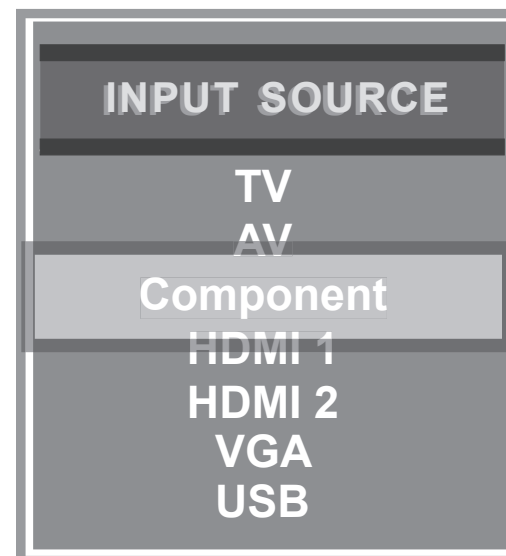 INPUT SOURCE
TV
AV
Component
HDMI 1
HDMI 2
VGA
USB